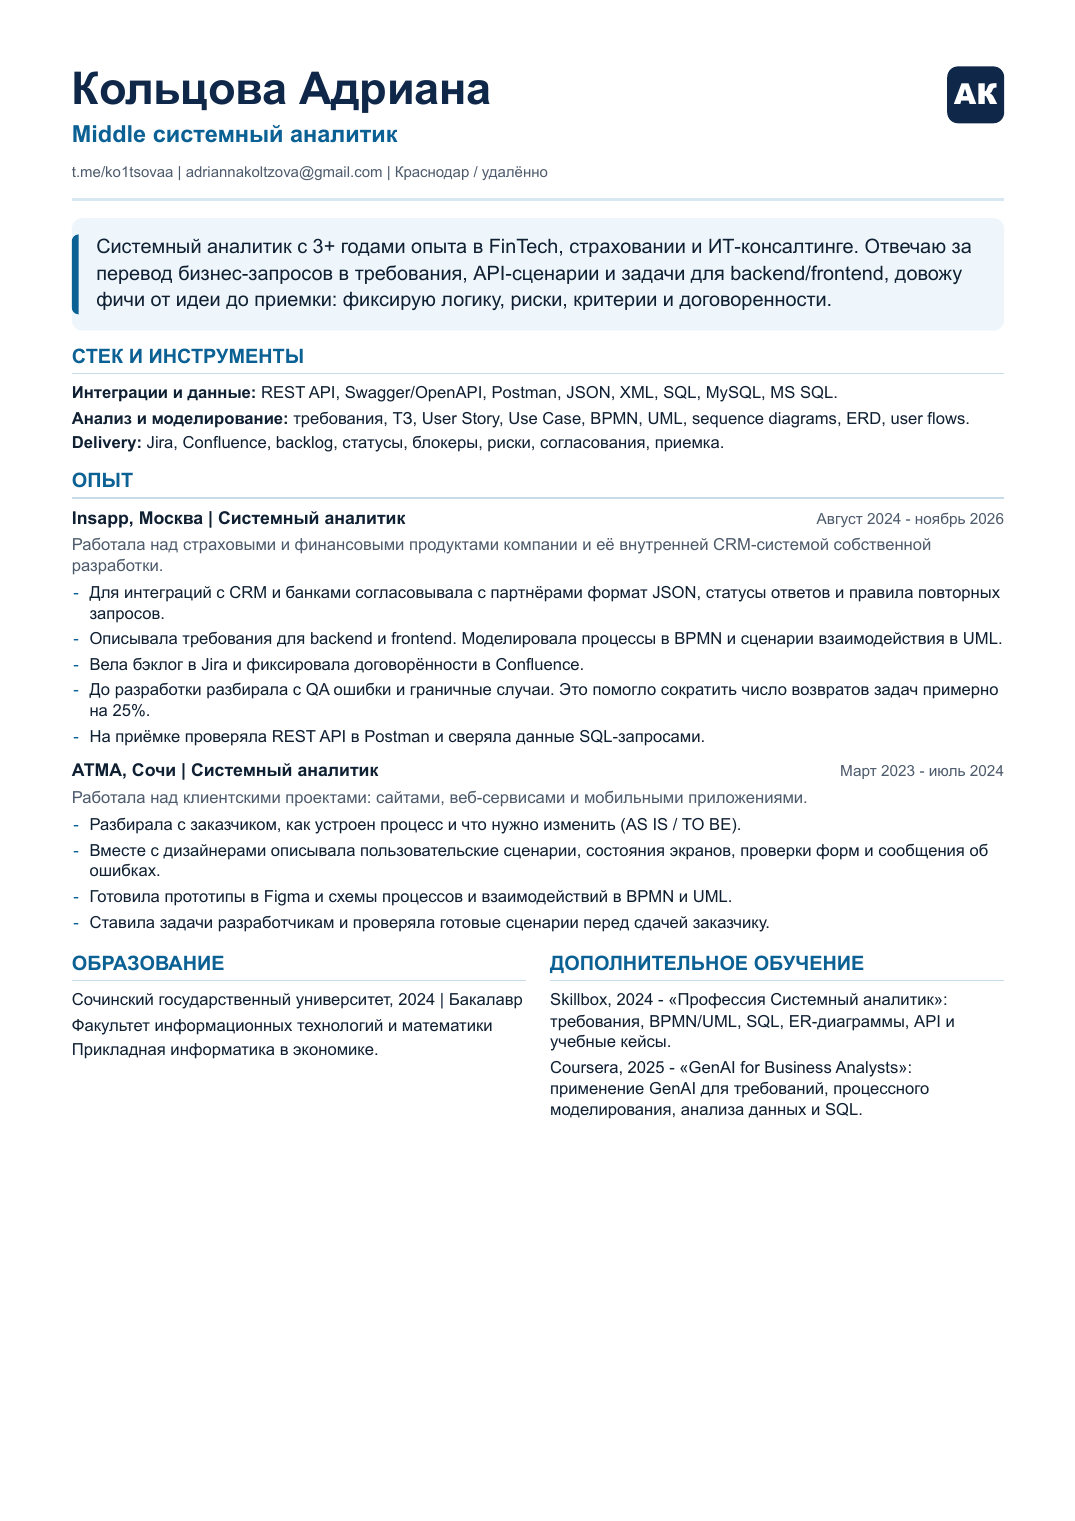 Кольцова Адриана
AK
Middle системный аналитик
t.me/ko1tsovaa | adriannakoltzova@gmail.com | Краснодар / удалённо
Системный аналитик с 3+ годами опыта в FinTech, страховании и ИТ-консалтинге. Отвечаю за
перевод бизнес-запросов в требования, API-сценарии и задачи для backend/frontend, довожу
фичи от идеи до приемки: фиксирую логику, риски, критерии и договоренности.
СТЕК И ИНСТРУМЕНТЫ
Интеграции и данные: REST API, Swagger/OpenAPI, Postman, JSON, XML, SQL, MySQL, MS SQL.
Анализ и моделирование: требования, ТЗ, User Story, Use Case, BPMN, UML, sequence diagrams, ERD, user flows.
Delivery: Jira, Confluence, backlog, статусы, блокеры, риски, согласования, приемка.
ОПЫТ
Insapp, Москва | Системный аналитик
Август 2024 - ноябрь 2026
Работала над страховыми и финансовыми продуктами компании и её внутренней CRM-системой собственной
разработки.
- Для интеграций с CRM и банками согласовывала с партнёрами формат JSON, статусы ответов и правила повторных
запросов.
- Описывала требования для backend и frontend. Моделировала процессы в BPMN и сценарии взаимодействия в UML.
- Вела бэклог в Jira и фиксировала договорённости в Confluence.
- До разработки разбирала с QA ошибки и граничные случаи. Это помогло сократить число возвратов задач примерно
на 25%.
- На приёмке проверяла REST API в Postman и сверяла данные SQL-запросами.
АТМА, Сочи | Системный аналитик
Март 2023 - июль 2024
Работала над клиентскими проектами: сайтами, веб-сервисами и мобильными приложениями.
- Разбирала с заказчиком, как устроен процесс и что нужно изменить (AS IS / TO BE).
- Вместе с дизайнерами описывала пользовательские сценарии, состояния экранов, проверки форм и сообщения об
ошибках.
- Готовила прототипы в Figma и схемы процессов и взаимодействий в BPMN и UML.
- Ставила задачи разработчикам и проверяла готовые сценарии перед сдачей заказчику.
ОБРАЗОВАНИЕ
Сочинский государственный университет, 2024 | Бакалавр
Факультет информационных технологий и математики
Прикладная информатика в экономике.
ДОПОЛНИТЕЛЬНОЕ ОБУЧЕНИЕ
Skillbox, 2024 - «Профессия Системный аналитик»:
требования, BPMN/UML, SQL, ER-диаграммы, API и
учебные кейсы.
Coursera, 2025 - «GenAI for Business Analysts»:
применение GenAI для требований, процессного
моделирования, анализа данных и SQL.